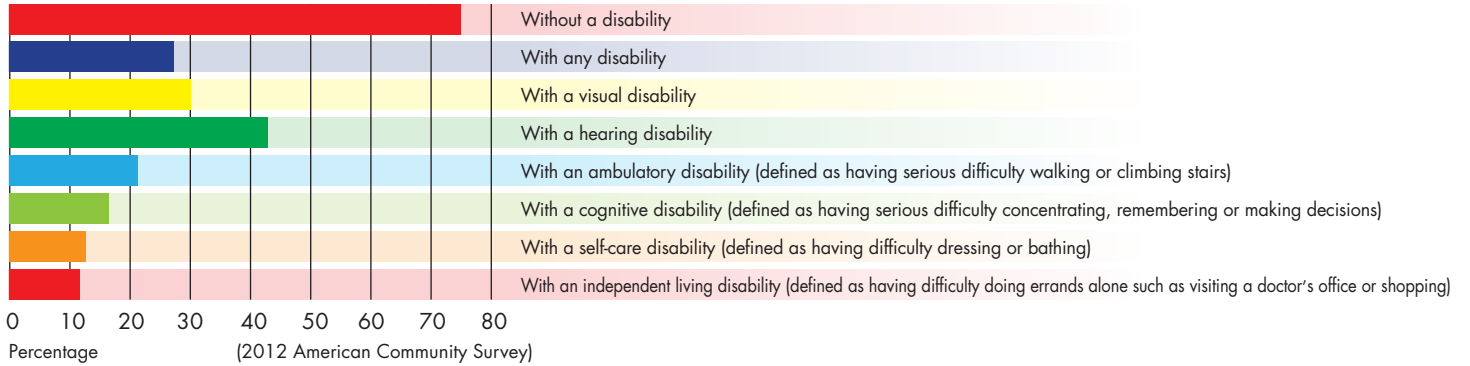 Without a disability
With any disability
With a visual disability
With a hearing disability
With an ambulatory disability (defined as having serious difficulty walking or climbing stairs)
With a cognitive disability (defined as having serious difficulty concentrating, remembering or making decisions)
With a self-care disability (defined as having difficulty dressing or bathing)
With an independent living disability (defined as having difficulty doing errands alone such as visiting a doctor’s office or shopping)
0 10 20 30 40 50 60 70 80
Percentage (2012 American Community Survey)